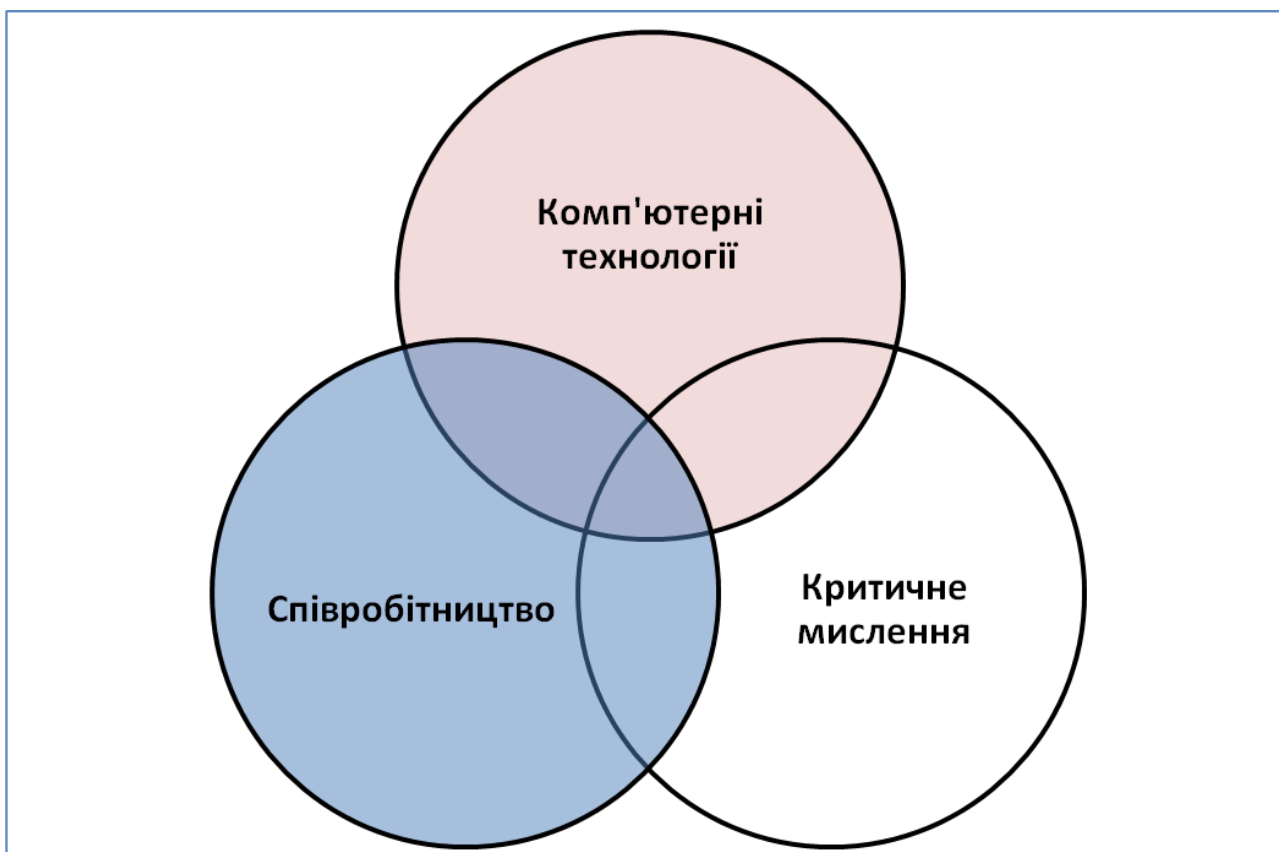 Комп'ютерні
технології
Співробітництво
Критичне
мислення